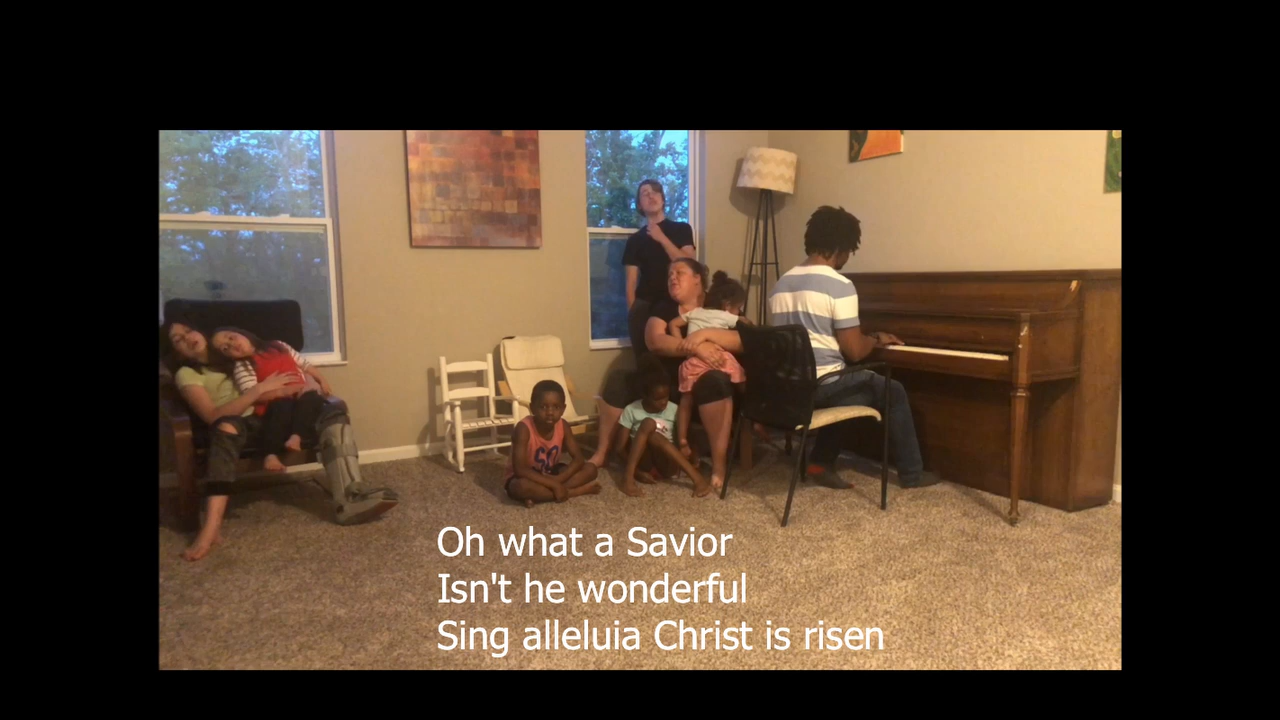 Oh what a Savior
Isn't he wonderful
Sing alleluia Christ is risen